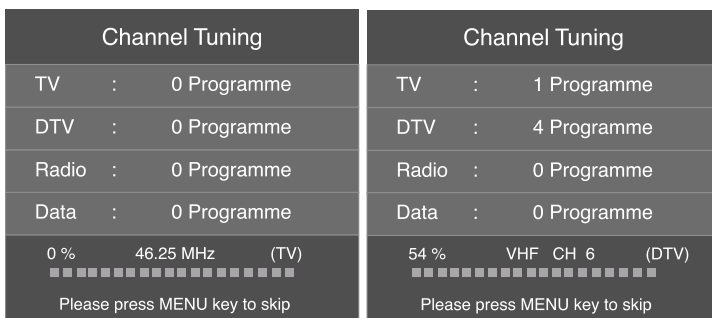 Channel Tuning
TV : 0 Programme
DTV : 0 Programme
Radio : 0 Programme
Data : 0 Programme
0 % 46.25 MHz (TV)
Please press MENU key to skip
Channel Tuning
TV : 1 Programme
DTV : 4 Programme
Radio : 0 Programme
Data : 0 Programme
54 % VHF CH 6 (DTV)
Please press MENU key to skip